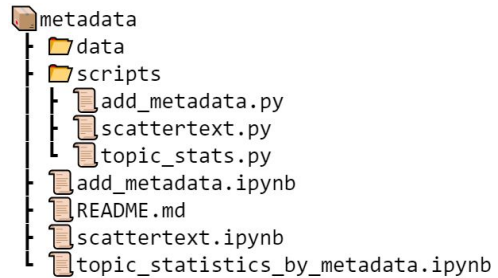 metadata
data
scripts
add_metadata.py
scattertext.py
topic_stats.py
add_metadata.ipynb
README.md
scattertext.ipynb
topic_statistics_by_metadata.ipynb